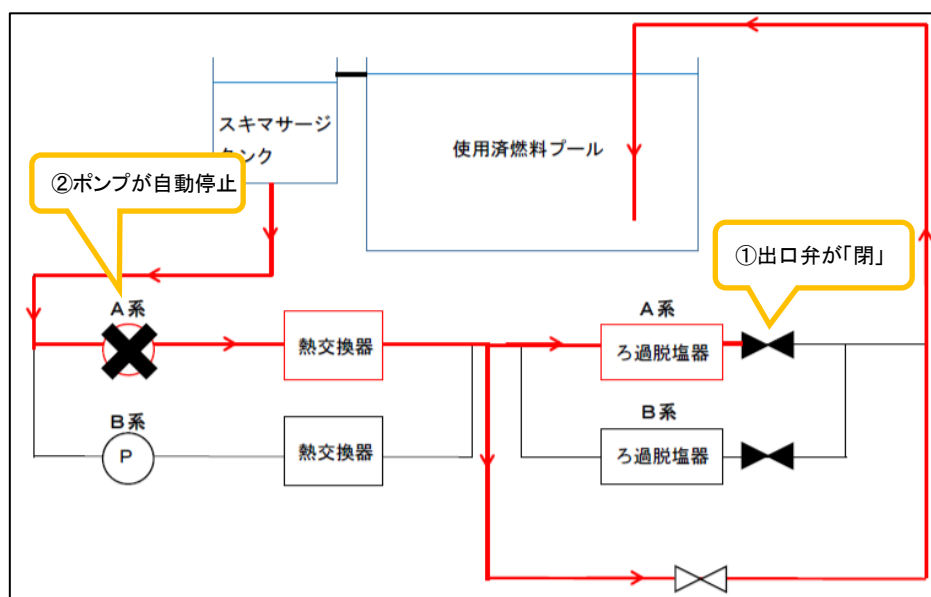 スキマサージ
タンク
使用済燃料プール
②ポンプが自動停止
①出口弁が「閉」
A系
熱交換器
A系
ろ過脱塩器
B系
P
熱交換器
B系
ろ過脱塩器